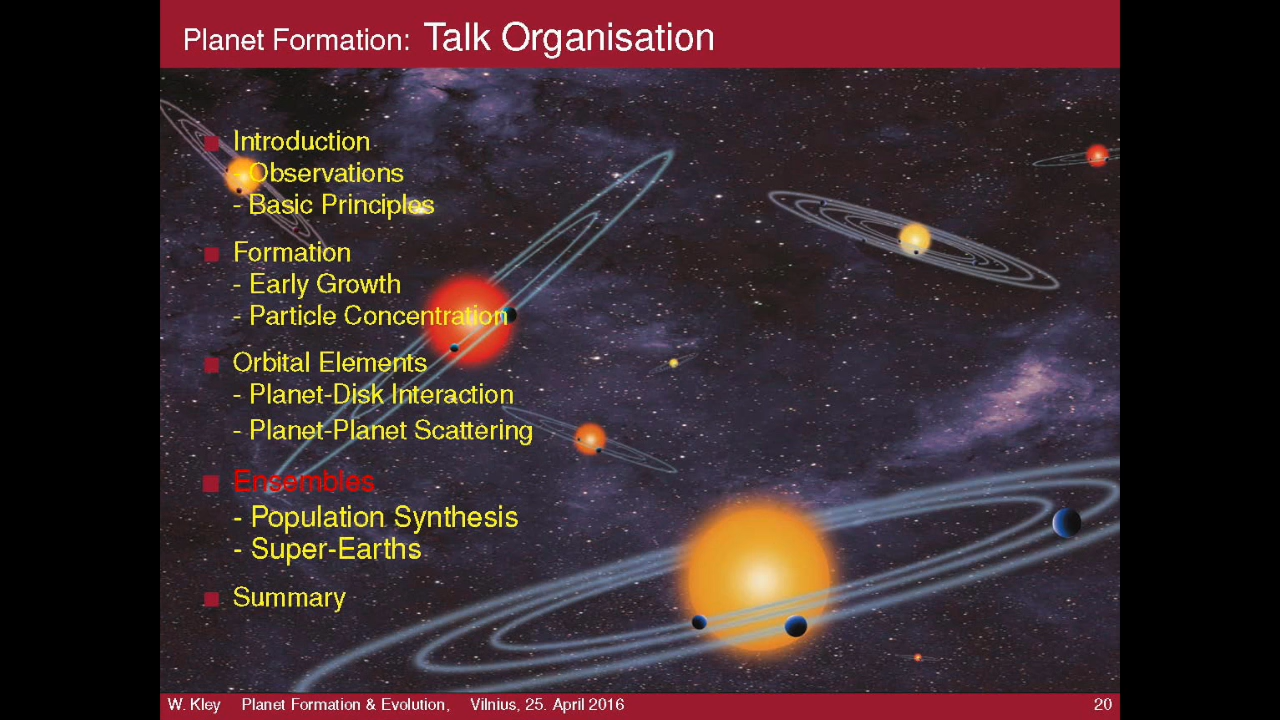 Planet Formation: Talk Organisation
Introduction
- Observations
- Basic Principles
Formation
- Early Growth
- Particle Concentration
Orbital Elements
- Planet-Disk Interaction
- Planet-Planet Scattering
Ensembles
- Population Synthesis
- Super-Earths
Summary
W. Kley Planet Formation & Evolution, Vilnius, 25. April 2016 20